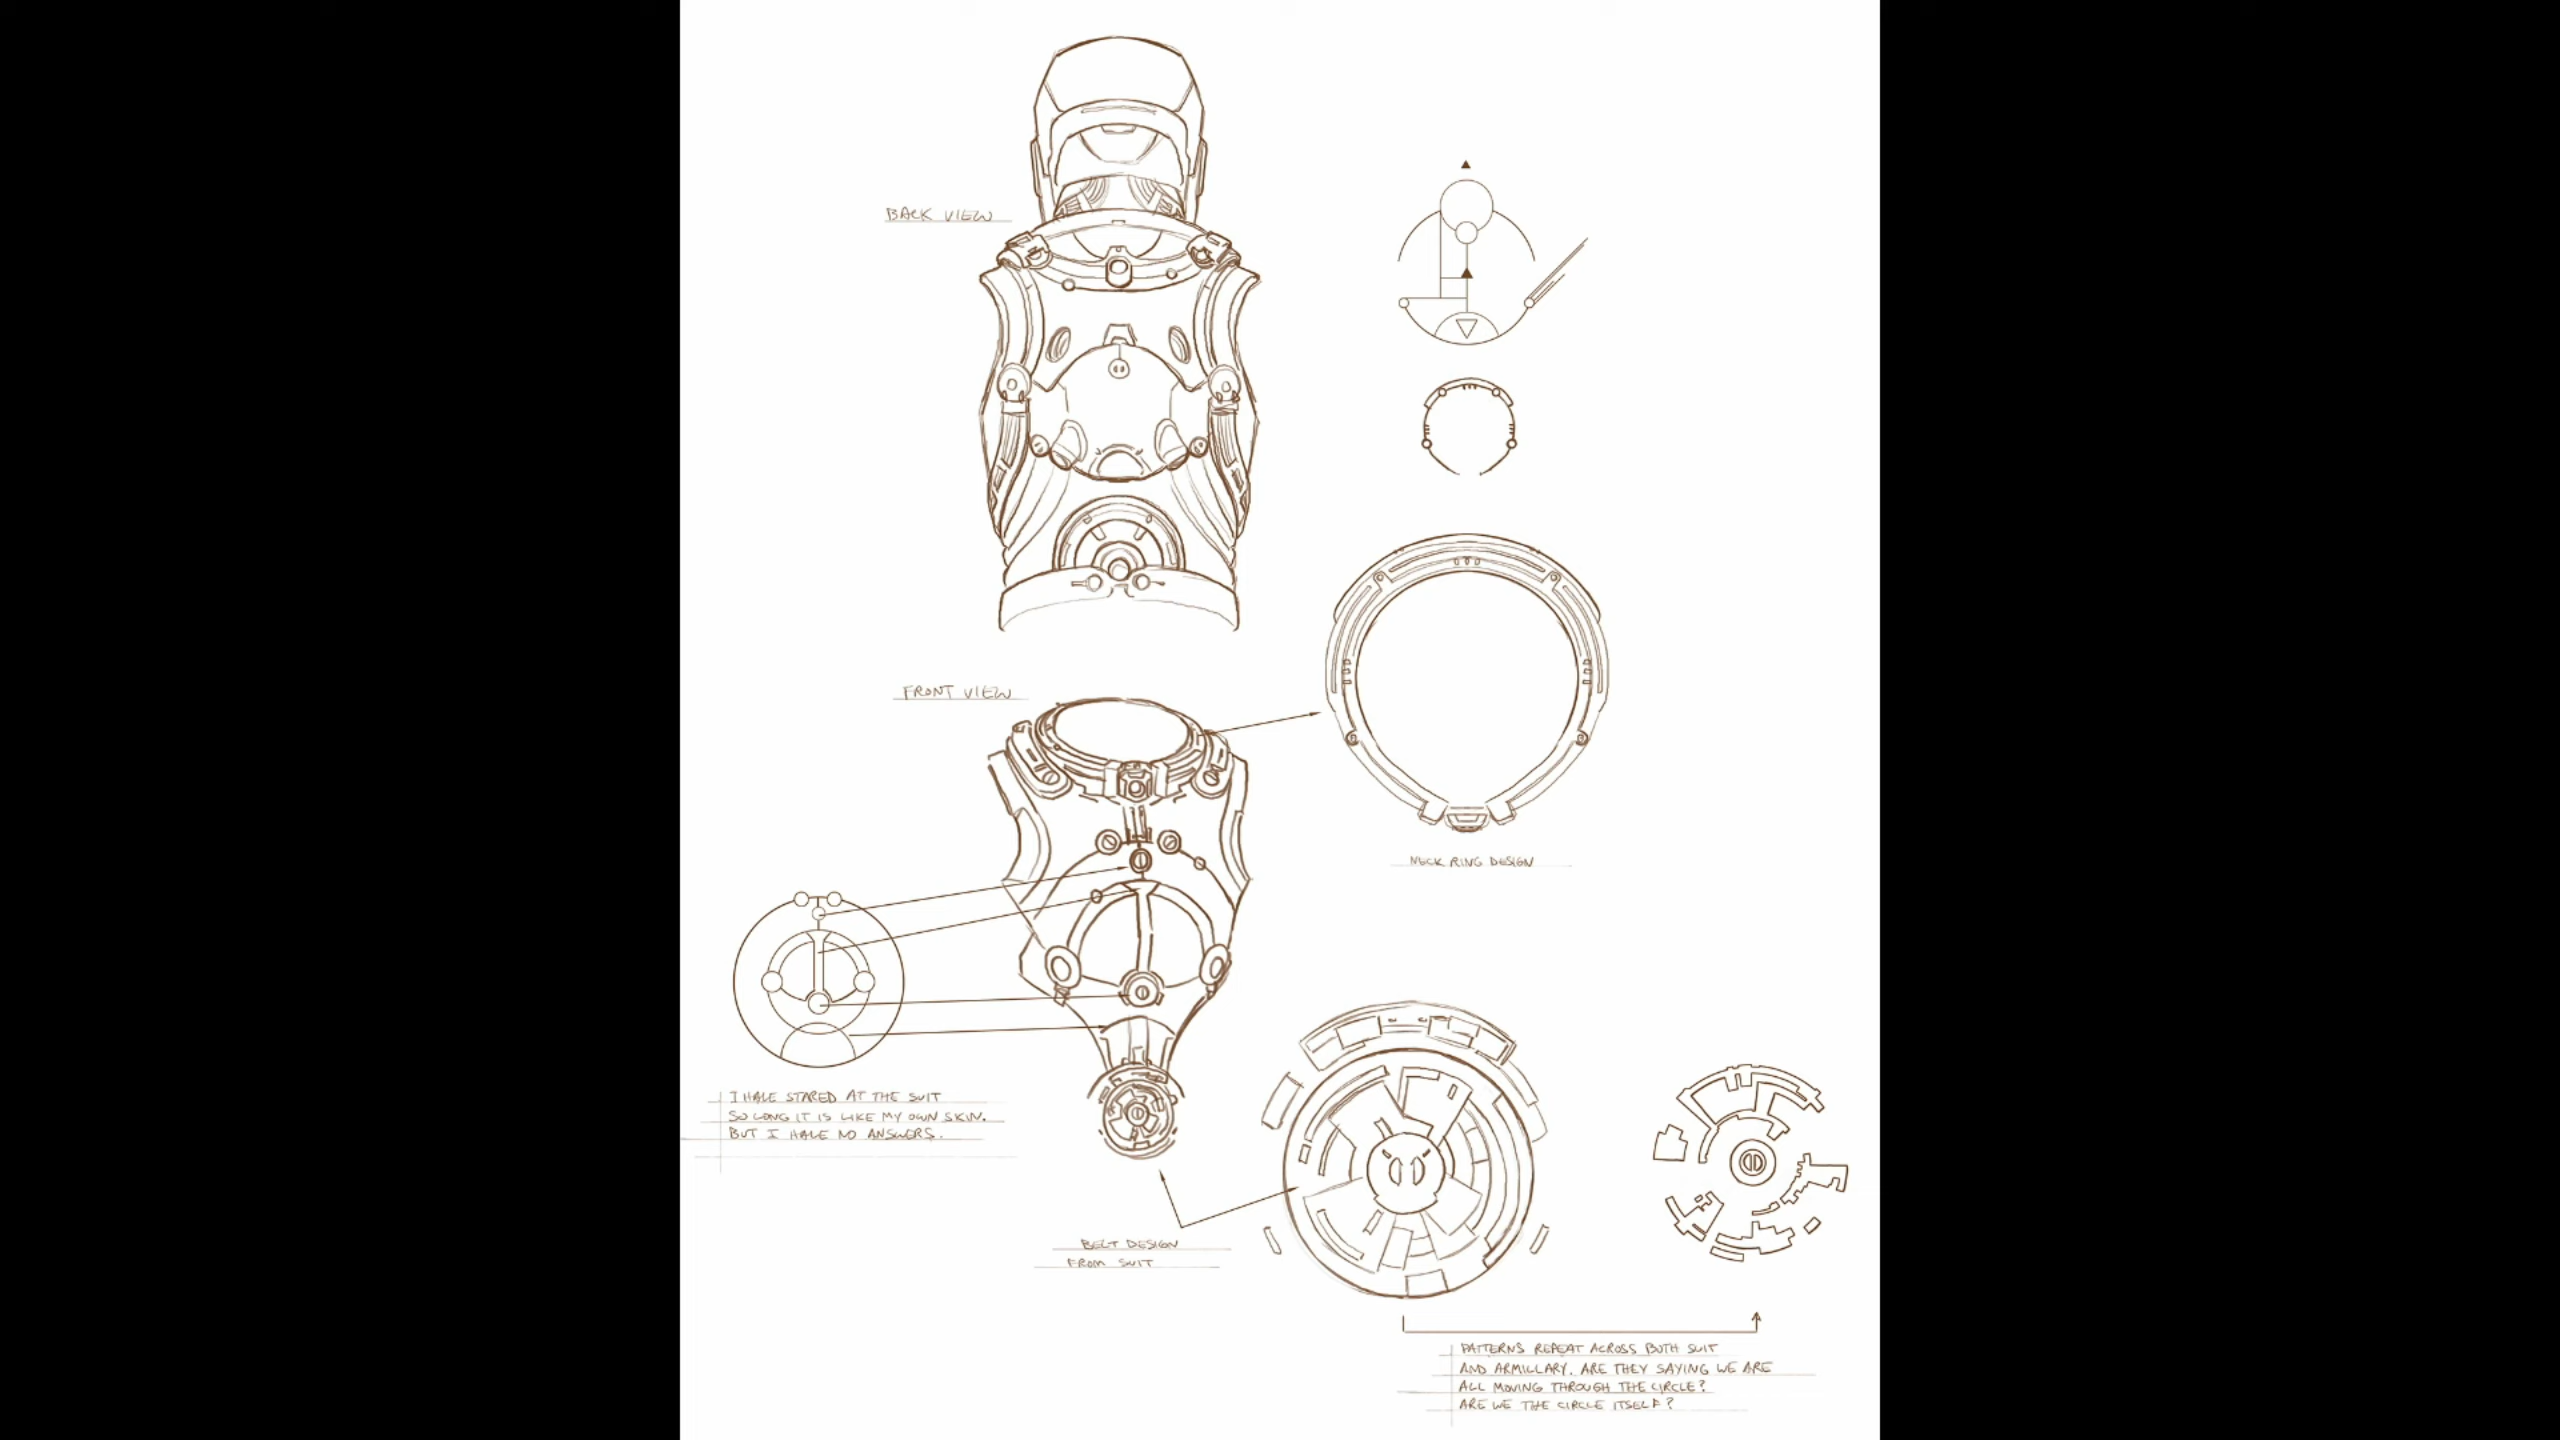 BACK VIEW
FRONT VIEW
NECK RING DESIGN
I HAVE STARED AT THE SUIT
SO LONG IT IS LIKE MY OWN SKIN.
BUT I HAVE NO ANSWERS.
BELT DESIGN
FROM SUIT
PATTERNS REPEAT ACROSS BOTH SUIT
AND ARMILLARY. ARE THEY SAYING WE ARE
ALL MOVING THROUGH THE CIRCLE?
ARE WE THE CIRCLE ITSELF?